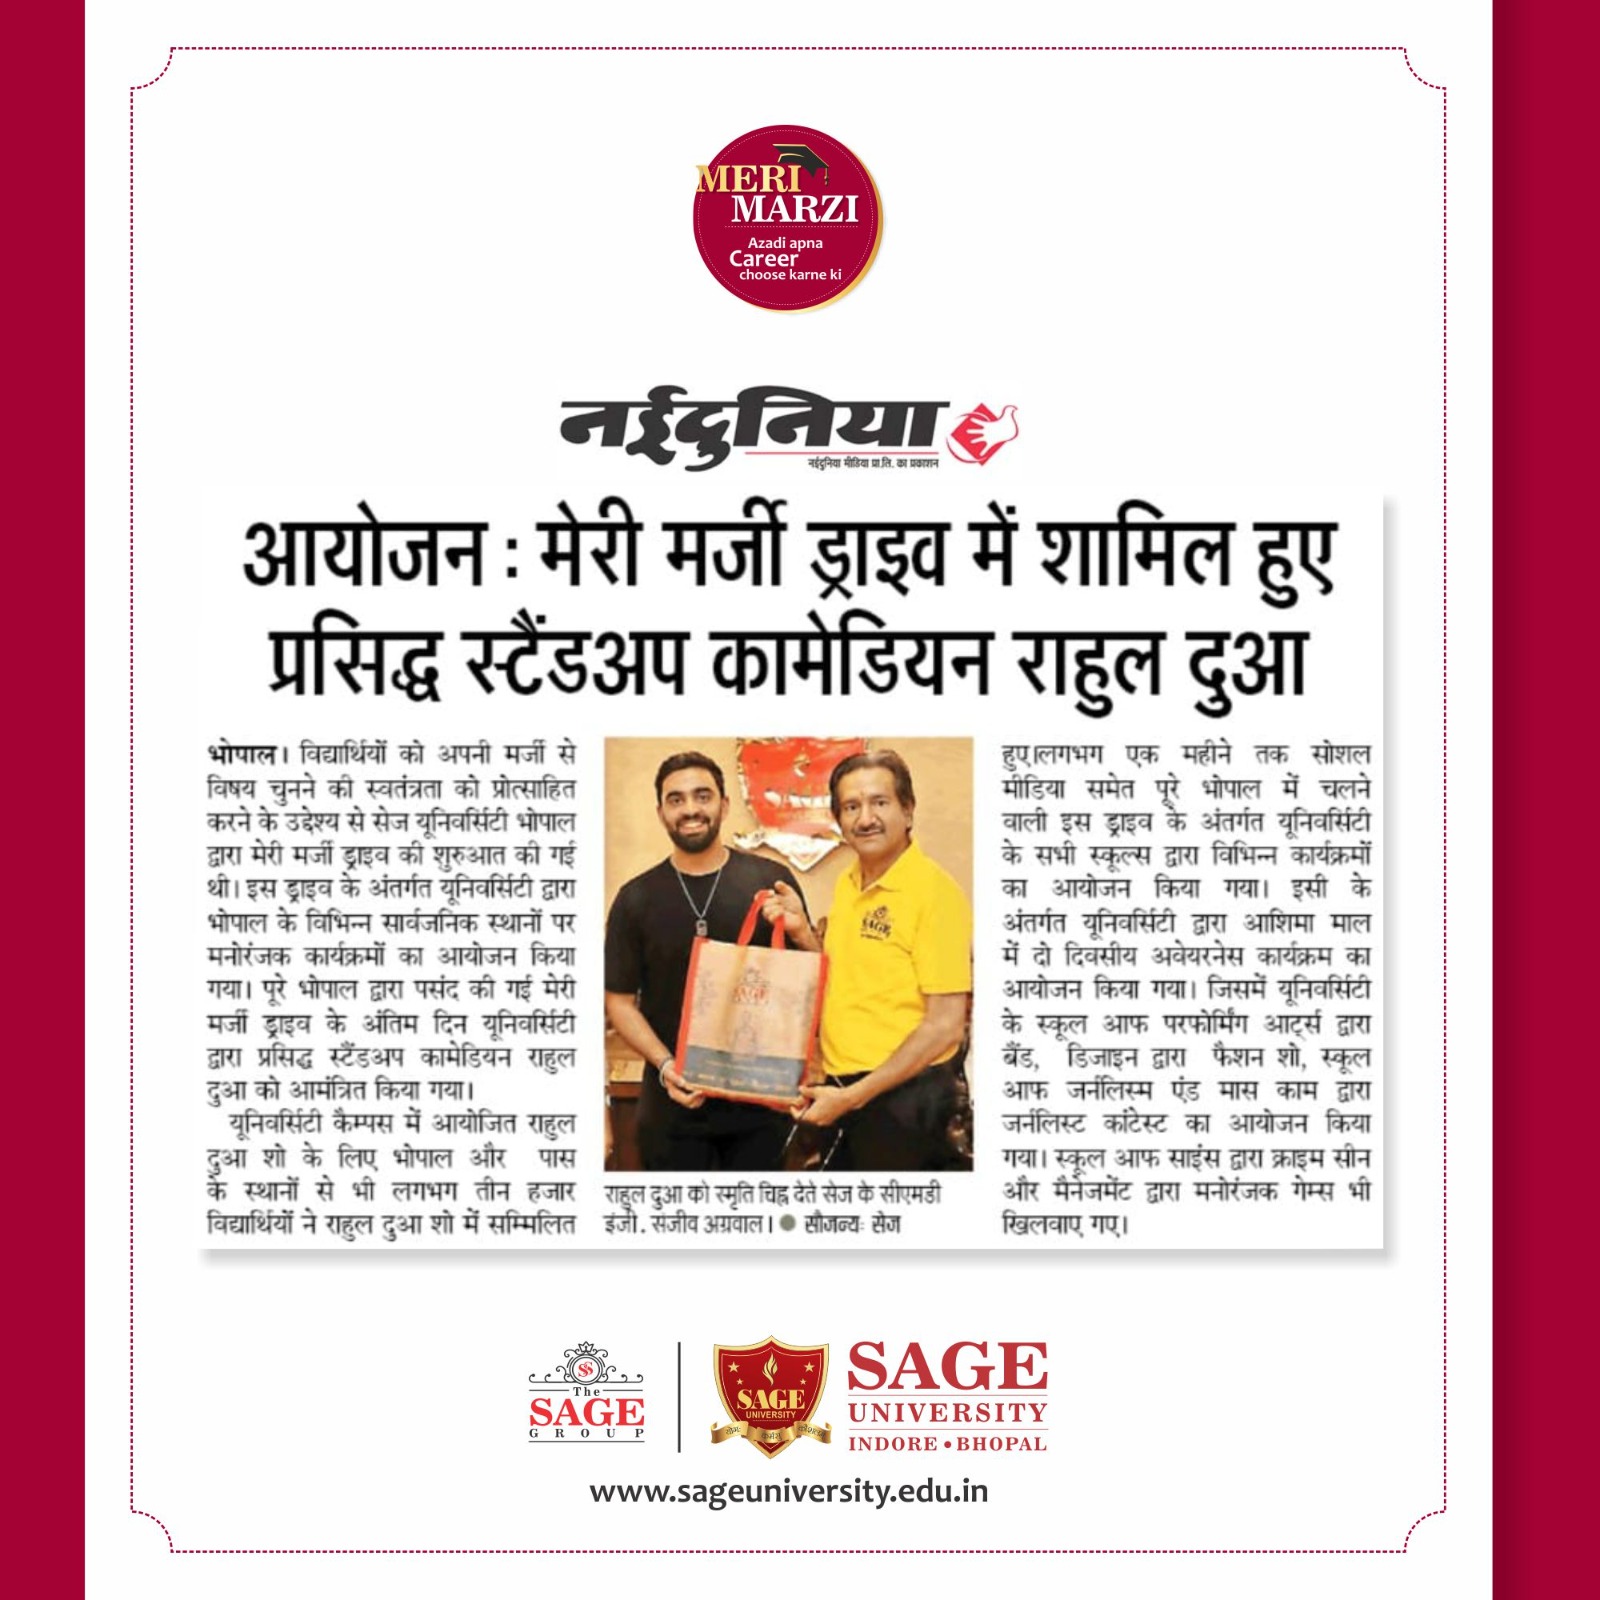 MERI
MARZI
Azadi apna
Career
choose karne ki
नईदुनिया
नईदुनिया मीडिया प्रा.लि. का प्रकाशन
आयोजन : मेरी मर्जी ड्राइव में शामिल हुए
प्रसिद्ध स्टैंडअप कामेडियन राहुल दुआ
भोपाल। विद्यार्थियों को अपनी मर्जी से
विषय चुनने की स्वतंत्रता को प्रोत्साहित
करने के उद्देश्य से सेज यूनिवर्सिटी भोपाल
द्वारा मेरी मर्जी ड्राइव की शुरुआत की गई
थी। इस ड्राइव के अंतर्गत यूनिवर्सिटी द्वारा
भोपाल के विभिन्न सार्वजनिक स्थानों पर
मनोरंजक कार्यक्रमों का आयोजन किया
गया। पूरे भोपाल द्वारा पसंद की गई मेरी
मर्जी ड्राइव के अंतिम दिन यूनिवर्सिटी
द्वारा प्रसिद्ध स्टैंडअप कामेडियन राहुल
दुआ को आमंत्रित किया गया।
यूनिवर्सिटी कैम्पस में आयोजित राहुल
दुआ शो के लिए भोपाल और पास
के स्थानों से भी लगभग तीन हजार
विद्यार्थियों ने राहुल दुआ शो में सम्मिलित
SAGE
SAGE
राहुल दुआ को स्मृति चिह्न देते सेज के सीएमडी
इंजी. संजीव अग्रवाल। ● सौजन्यः सेज
हुए।लगभग एक महीने तक सोशल
मीडिया समेत पूरे भोपाल में चलने
वाली इस ड्राइव के अंतर्गत यूनिवर्सिटी
के सभी स्कूल्स द्वारा विभिन्न कार्यक्रमों
का आयोजन किया गया। इसी के
अंतर्गत यूनिवर्सिटी द्वारा आशिमा माल
में दो दिवसीय अवेयरनेस कार्यक्रम का
आयोजन किया गया। जिसमें यूनिवर्सिटी
के स्कूल आफ परफोर्मिंग आर्ट्स द्वारा
बैंड, डिजाइन द्वारा फैशन शो, स्कूल
आफ जर्नलिस्म एंड मास काम द्वारा
जर्नलिस्ट कांटेस्ट का आयोजन किया
गया। स्कूल आफ साइंस द्वारा क्राइम सीन
और मैनेजमेंट द्वारा मनोरंजक गेम्स भी
खिलवाए गए।
The
SAGE
GROUP
SAGE
UNIVERSITY
योगः कर्मसु कौशलम्
SAGE
UNIVERSITY
INDORE • BHOPAL
www.sageuniversity.edu.in